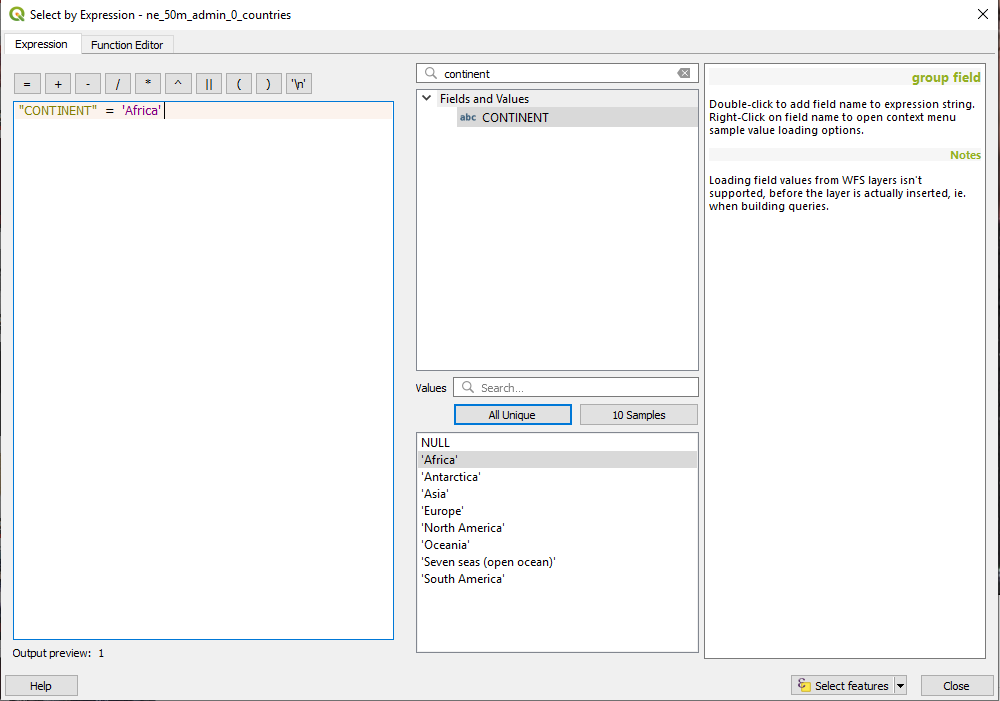 Select by Expression - ne_50m_admin_0_countries
Expression
Function Editor
= + - / * ^ || ( ) '\n'
"CONTINENT" = 'Africa'
Output preview: 1
Help
continent
Fields and Values
abc CONTINENT
Values
Search...
All Unique
10 Samples
NULL
'Africa'
'Antarctica'
'Asia'
'Europe'
'North America'
'Oceania'
'Seven seas (open ocean)'
'South America'
group field
Double-click to add field name to expression string.
Right-Click on field name to open context menu
sample value loading options.
Notes
Loading field values from WFS layers isn't
supported, before the layer is actually inserted, ie.
when building queries.
Select features
Close